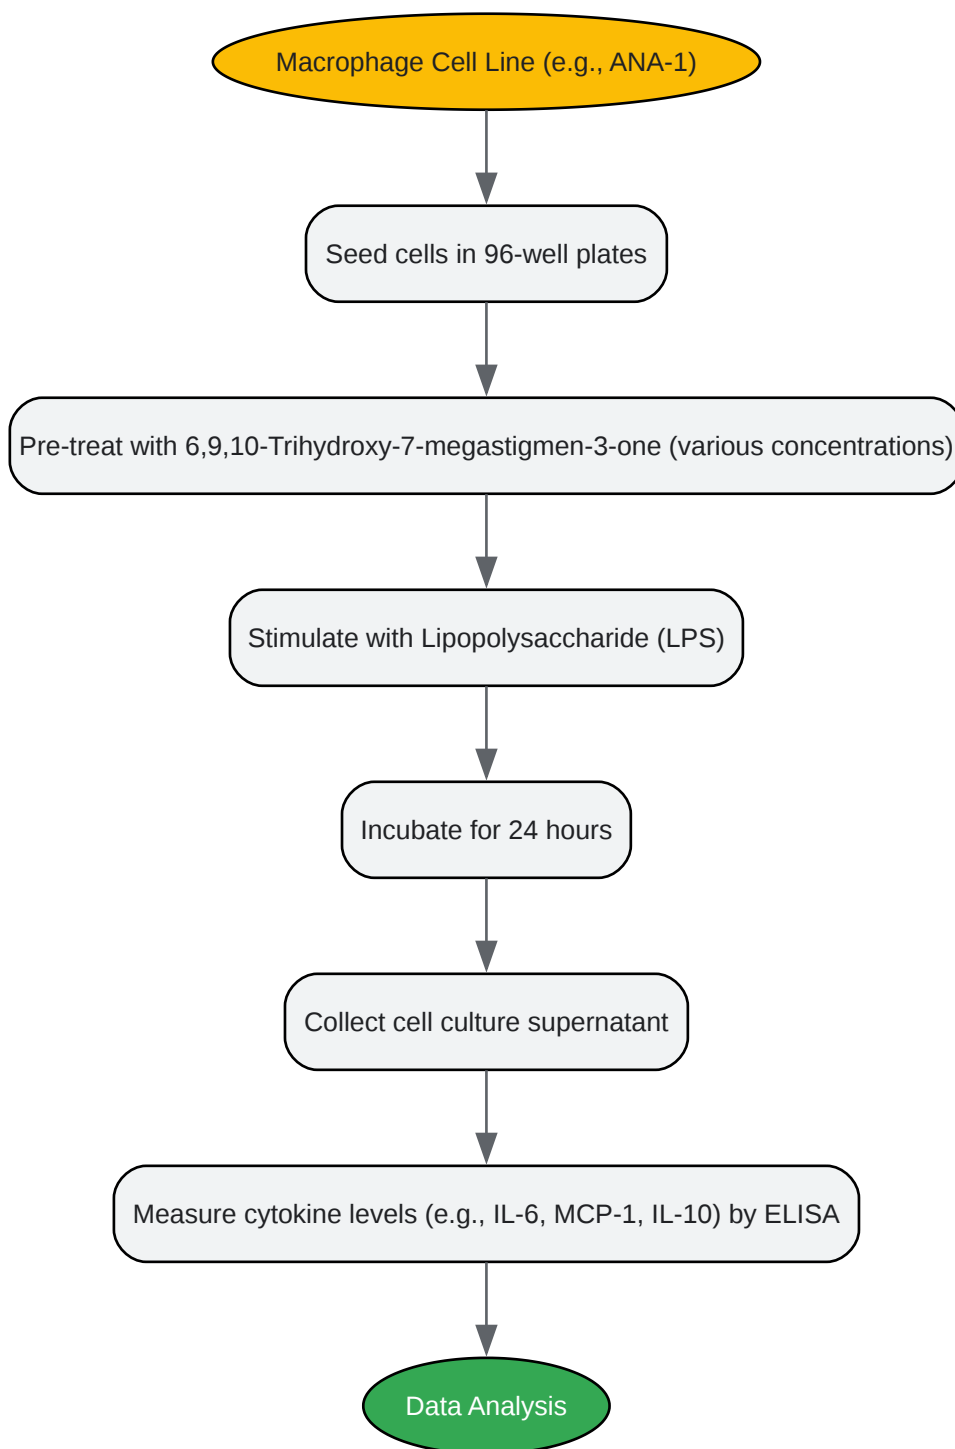 Macrophage Cell Line (e.g., ANA-1)
Seed cells in 96-well plates
Pre-treat with 6,9,10-Trihydroxy-7-megastigmen-3-one (various concentrations)
Stimulate with Lipopolysaccharide (LPS)
Incubate for 24 hours
Collect cell culture supernatant
Measure cytokine levels (e.g., IL-6, MCP-1, IL-10) by ELISA
Data Analysis